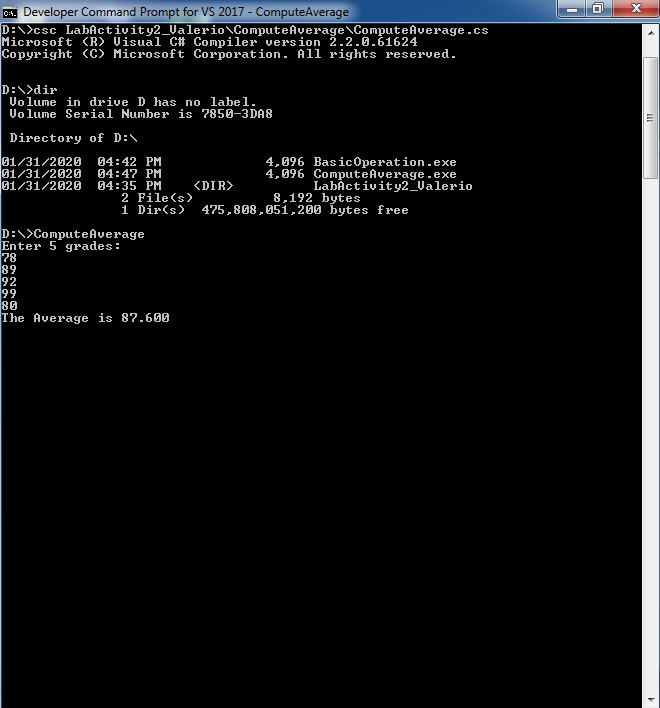 Developer Command Prompt for VS 2017 - ComputeAverage
D:\>csc LabActivity2_Valerio\ComputeAverage\ComputeAverage.cs
Microsoft (R) Visual C# Compiler version 2.2.0.61624
Copyright (C) Microsoft Corporation. All rights reserved.
D:\>dir
Volume in drive D has no label.
Volume Serial Number is 7850-3DA8
Directory of D:\
01/31/2020  04:42 PM             4,096 BasicOperation.exe
01/31/2020  04:47 PM             4,096 ComputeAverage.exe
01/31/2020  04:35 PM    <DIR>          LabActivity2_Valerio
2 File(s)          8,192 bytes
1 Dir(s)  475,808,051,200 bytes free
D:\>ComputeAverage
Enter 5 grades:
78
89
92
99
80
The Average is 87.600